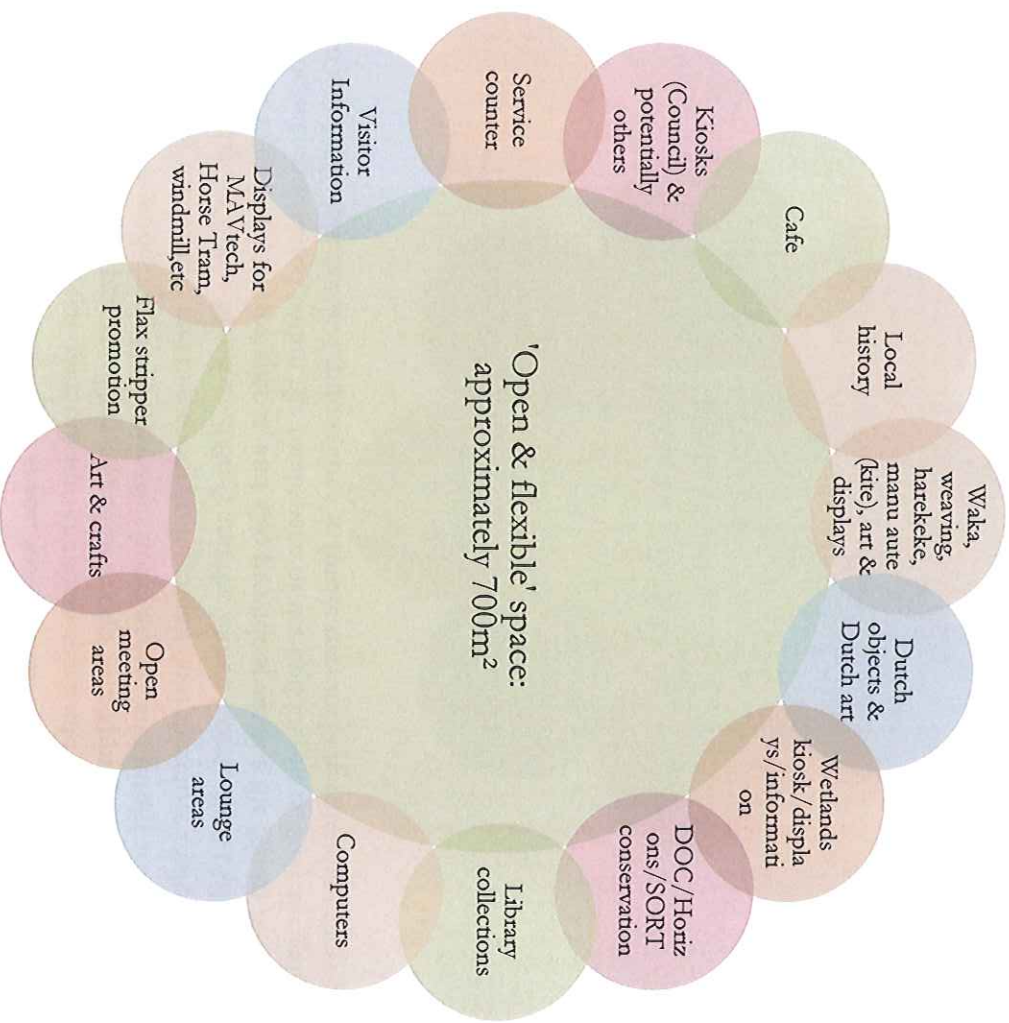 'Open & flexible' space:
approximately 700m²
Waka,
weaving,
harekeke,
manu aute
(kite), art &
displays
Dutch
objects &
Dutch art
Wetlands
kiosk/displa
ys/informati
on
DOC/Horiz
ons/SORT
conservation
Library
collections
Computers
Lounge
areas
Open
meeting
areas
Art & crafts
Flax stripper
promotion
Displays for
MAVtech,
Horse Tram,
windmill,etc
Visitor
Information
Service
counter
Kiosks
(Council) &
potentially
others
Cafe
Local
history